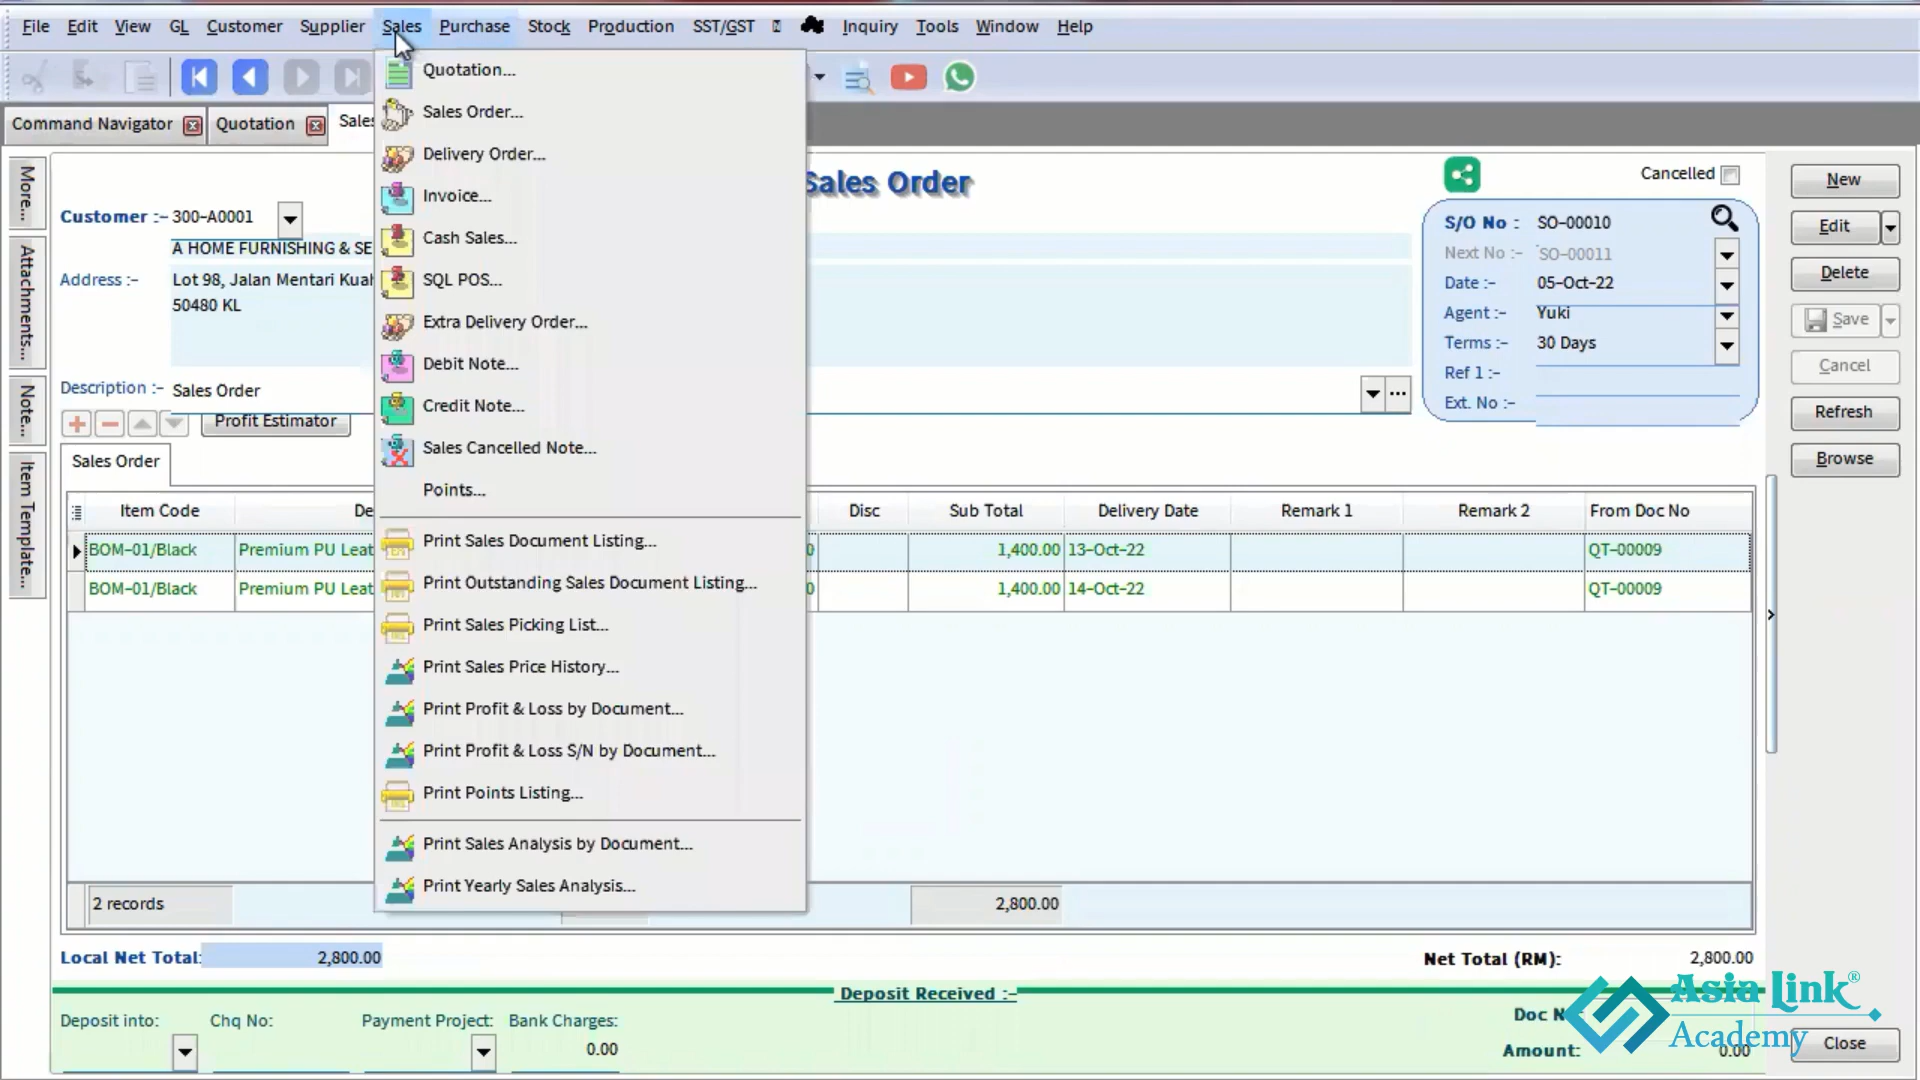 File Edit View GL Customer Supplier Sales Purchase Stock Production SST/GST Inquiry Tools Window Help
Command Navigator Quotation Sales
Quotation...
Sales Order...
Delivery Order...
Invoice...
Cash Sales...
SQL POS...
Extra Delivery Order...
Debit Note...
Credit Note...
Sales Cancelled Note...
Points...
Print Sales Document Listing...
Print Outstanding Sales Document Listing...
Print Sales Picking List...
Print Sales Price History...
Print Profit & Loss by Document...
Print Profit & Loss S/N by Document...
Print Points Listing...
Print Sales Analysis by Document...
Print Yearly Sales Analysis...
More...
Attachments...
Note...
Item Template...
Sales Order
Cancelled
Customer :- 300-A0001
A HOME FURNISHING & SE
Address :- Lot 98, Jalan Mentari Kuah
50480 KL
Description :- Sales Order
Profit Estimator
S/O No : SO-00010
Next No :- SO-00011
Date :- 05-Oct-22
Agent :- Yuki
Terms :- 30 Days
Ref 1 :-
Ext. No :-
New
Edit
Delete
Save
Cancel
Refresh
Browse
Sales Order
Item Code De Disc Sub Total Delivery Date Remark 1 Remark 2 From Doc No
BOM-01/Black Premium PU Leat 0 1,400.00 13-Oct-22 QT-00009
BOM-01/Black Premium PU Leat 0 1,400.00 14-Oct-22 QT-00009
2 records 2,800.00
Local Net Total: 2,800.00 Net Total (RM): 2,800.00
Deposit Received :-
Deposit into: Chq No: Payment Project: Bank Charges: Doc N
0.00 Amount: 0.00
Asia Link®
Academy
Close